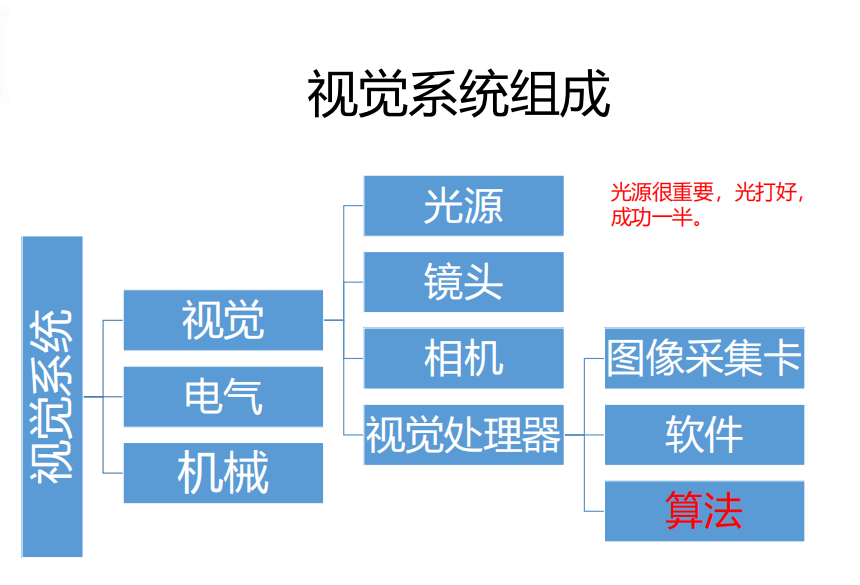 视觉系统组成
光源很重要，光打好，
成功一半。
视觉系统
视觉
电气
机械
光源
镜头
相机
视觉处理器
图像采集卡
软件
算法